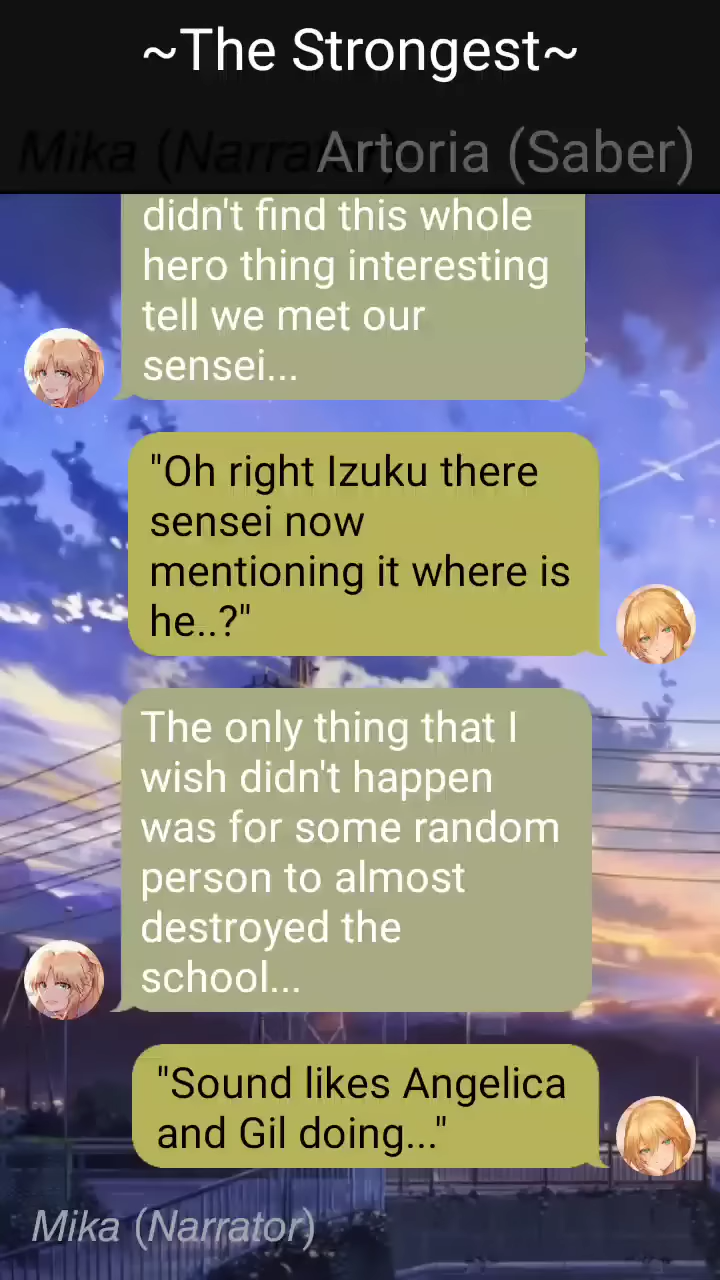 ~The Strongest~
Mika (Narrator)
Artoria (Saber)
didn't find this whole
hero thing interesting
tell we met our
sensei...
"Oh right Izuku there
sensei now
mentioning it where is
he..?"
The only thing that I
wish didn't happen
was for some random
person to almost
destroyed the
school...
"Sound likes Angelica
and Gil doing..."
Mika (Narrator)